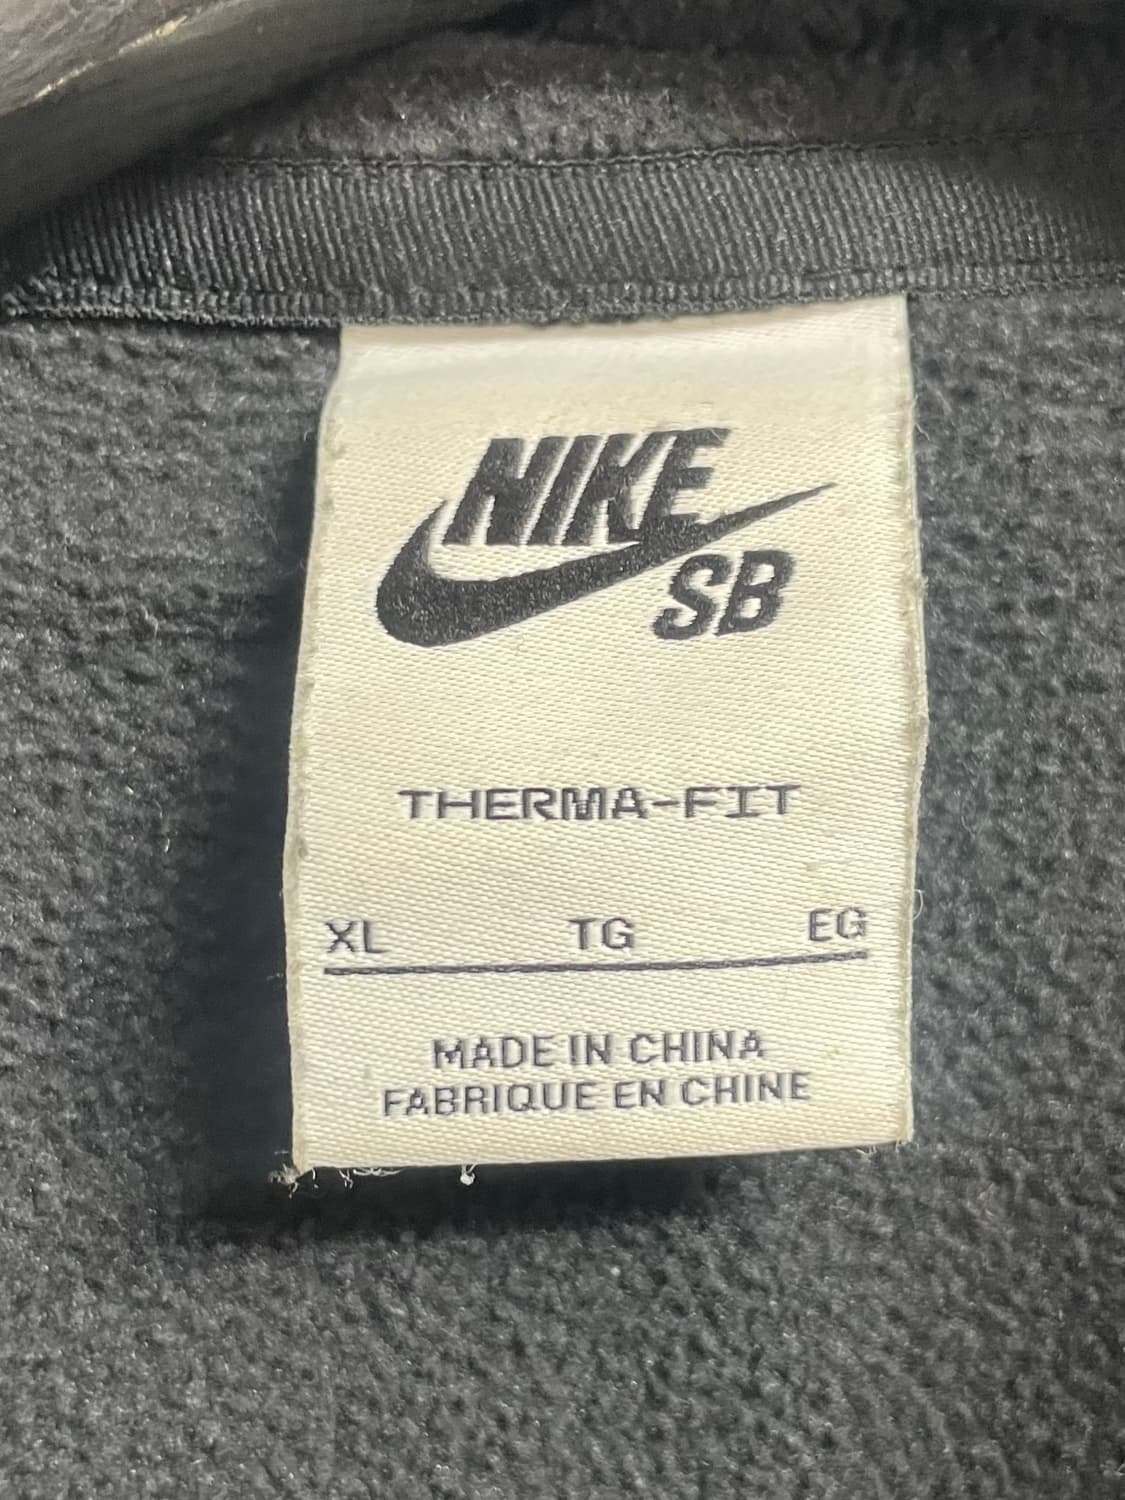 NIKE
SB
THERMA-FIT
XL TG EG
MADE IN CHINA
FABRIQUE EN CHINE